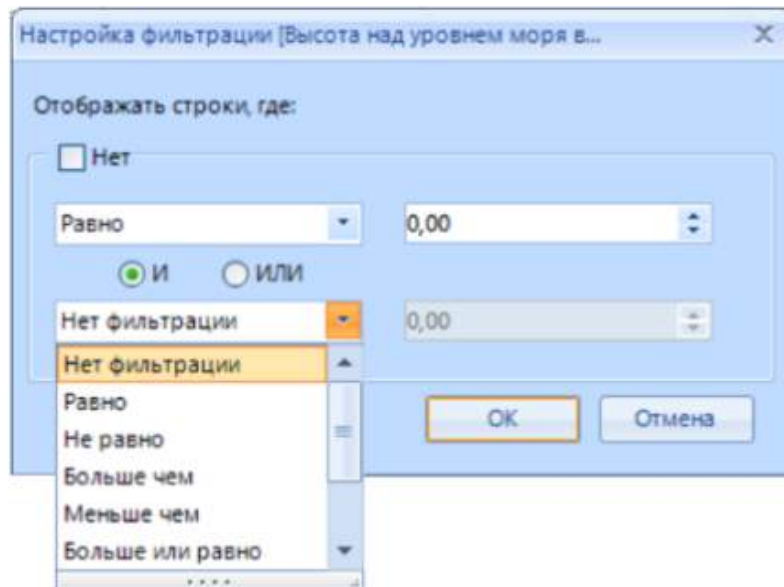 Настройка фильтрации [Высота над уровнем моря в...
Отображать строки, где:
Нет
Равно 0,00
И ИЛИ
Нет фильтрации 0,00
Нет фильтрации
Равно
Не равно
Больше чем
Меньше чем
Больше или равно
ОК Отмена